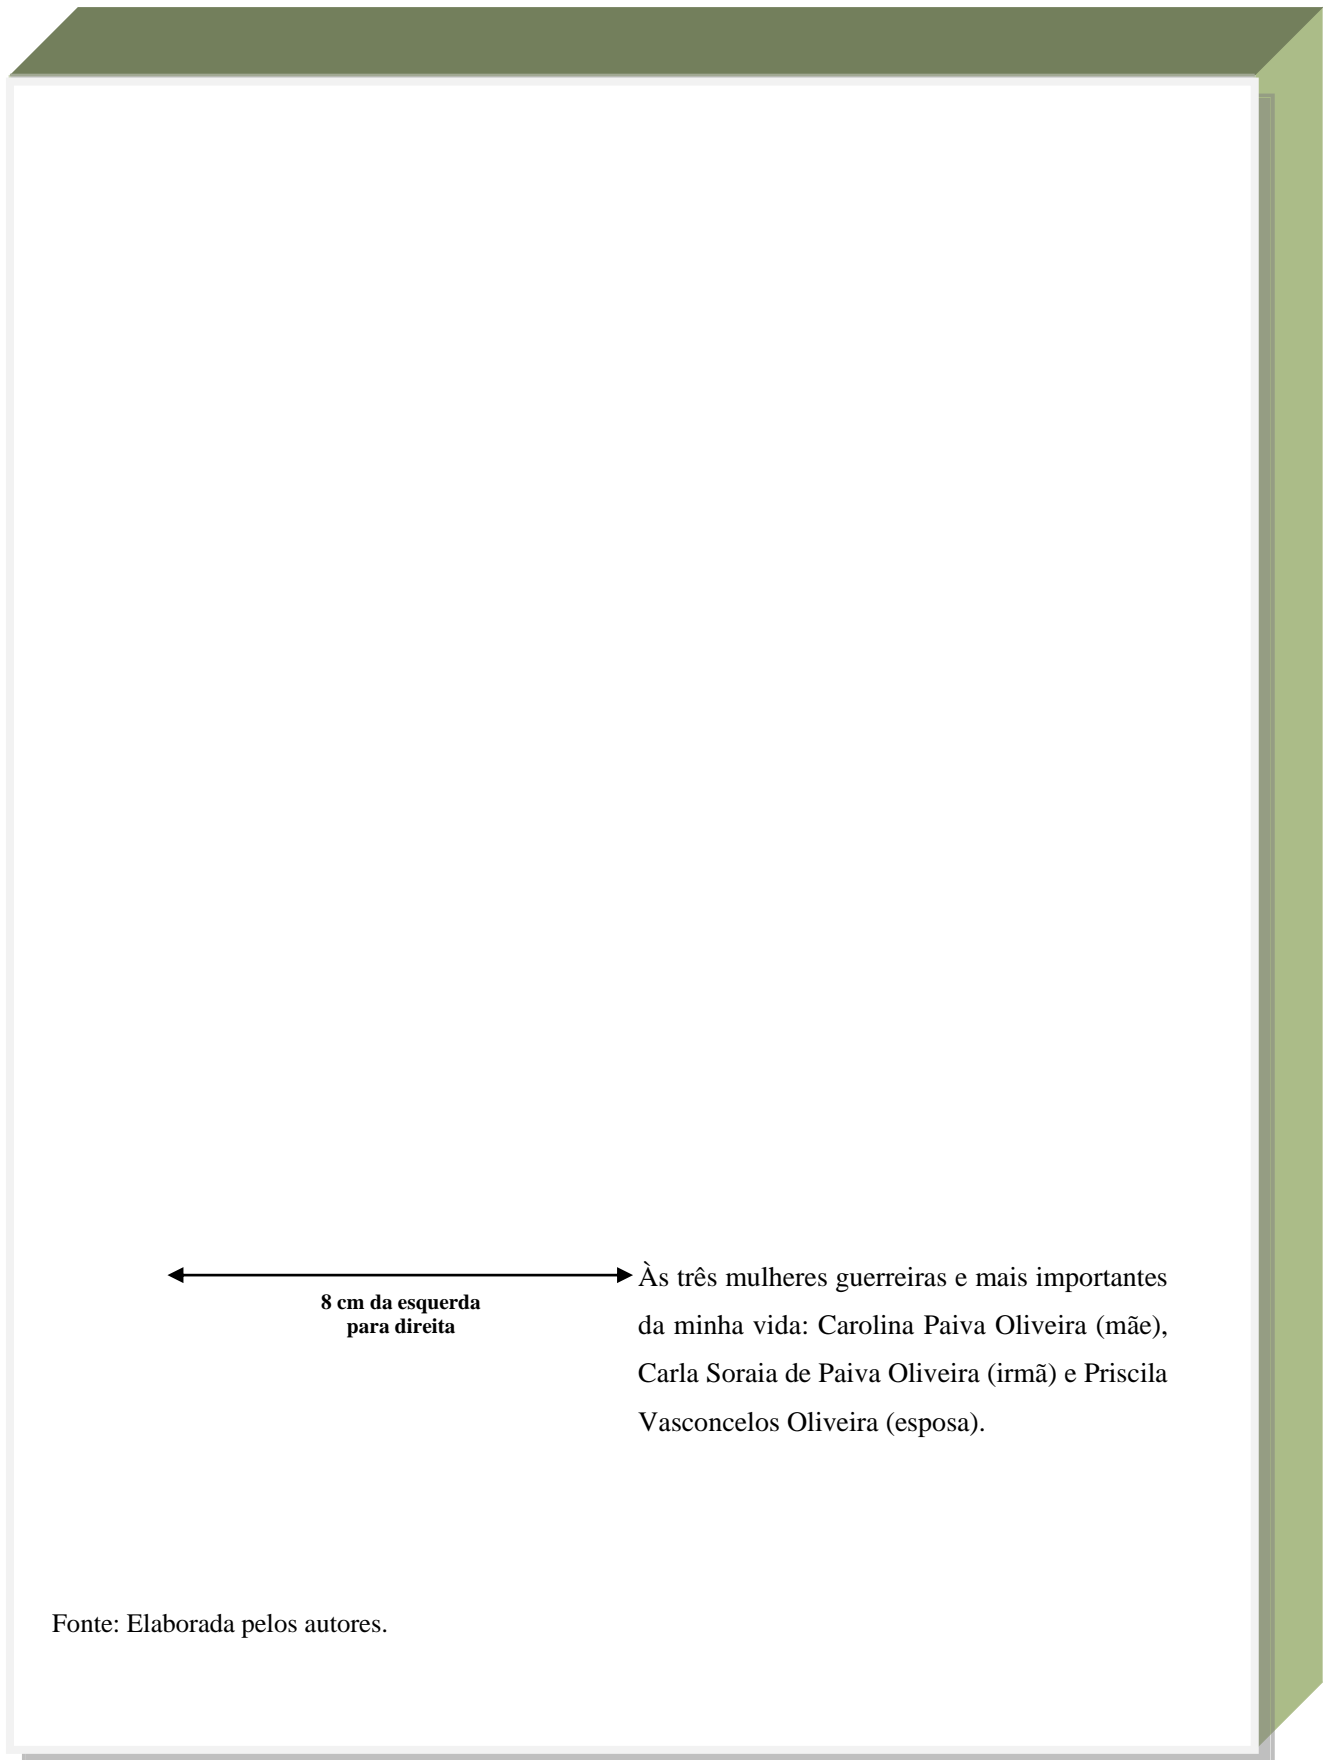 Às três mulheres guerreiras e mais importantes
da minha vida: Carolina Paiva Oliveira (mãe),
Carla Soraia de Paiva Oliveira (irmã) e Priscila
Vasconcelos Oliveira (esposa).
8 cm da esquerda
para direita
Fonte: Elaborada pelos autores.